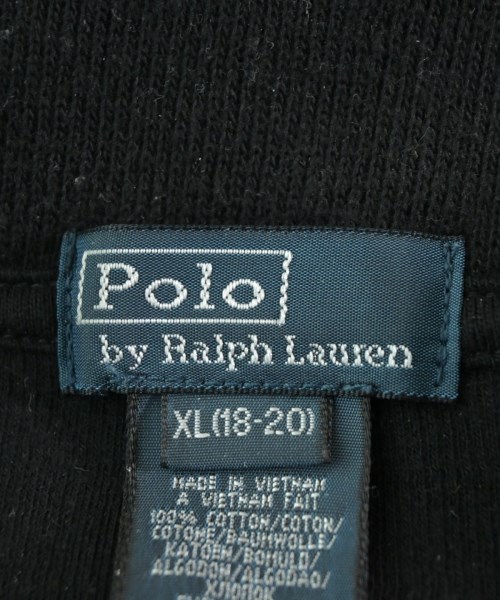 Polo
by Ralph Lauren
XL(18-20)
MADE IN VIETNAM
A VIETNAM FAIT
100% COTTON/COTON/
COTONE/BAUMWOLLE/
KATOEN/BOMULD/
ALGODON/ALGODAO/
ХЛОПОК